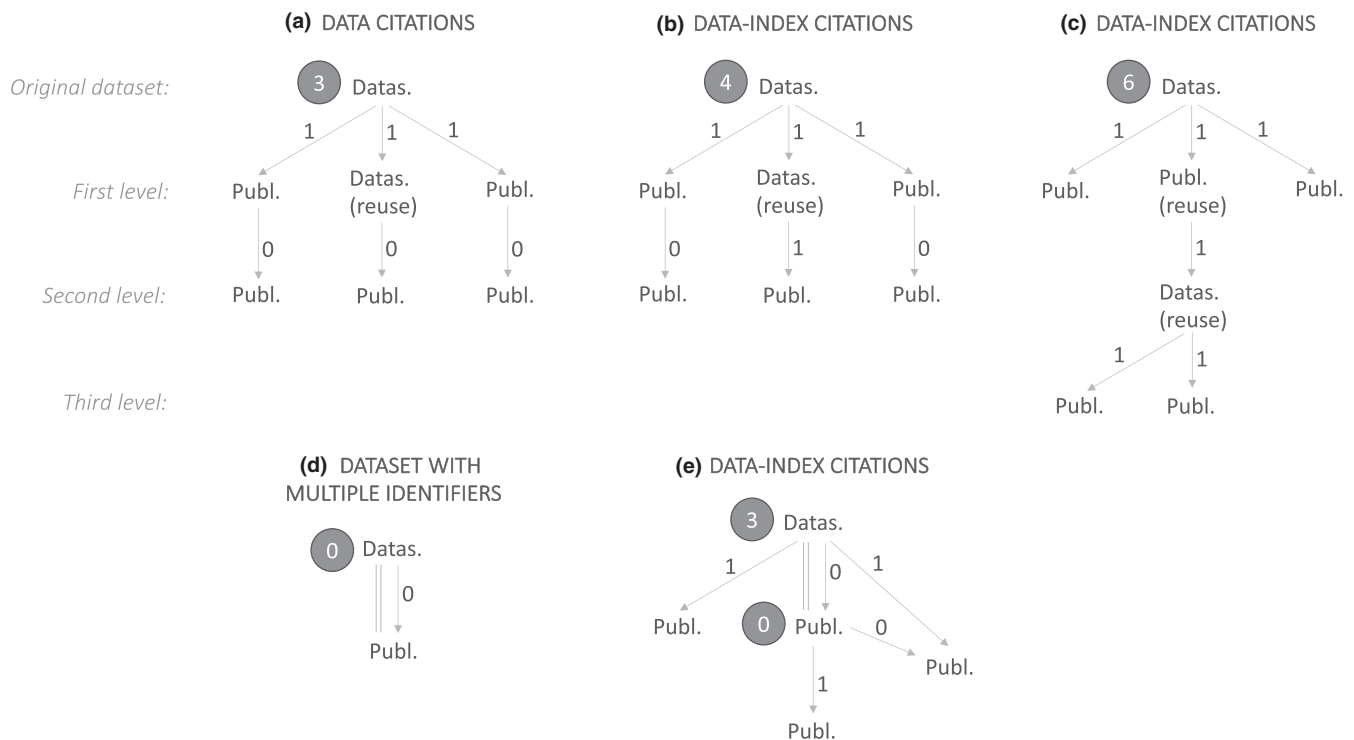 (a) DATA CITATIONS
(b) DATA-INDEX CITATIONS
(c) DATA-INDEX CITATIONS
Original dataset:
3 Datas.
4 Datas.
6 Datas.
1 1 1
1 1 1
1 1 1
First level:
Publ.
Datas.
(reuse)
Publ.
Publ.
Datas.
(reuse)
Publ.
Publ.
Publ.
(reuse)
Publ.
0 0 0
0 1 0
1
Second level:
Publ.
Publ.
Publ.
Publ.
Publ.
Publ.
Datas.
(reuse)
1 1
Third level:
Publ.
Publ.
(d) DATASET WITH
MULTIPLE IDENTIFIERS
0 Datas.
0
Publ.
(e) DATA-INDEX CITATIONS
3 Datas.
1 0 1
Publ.
0 Publ.
0
Publ.
1
Publ.